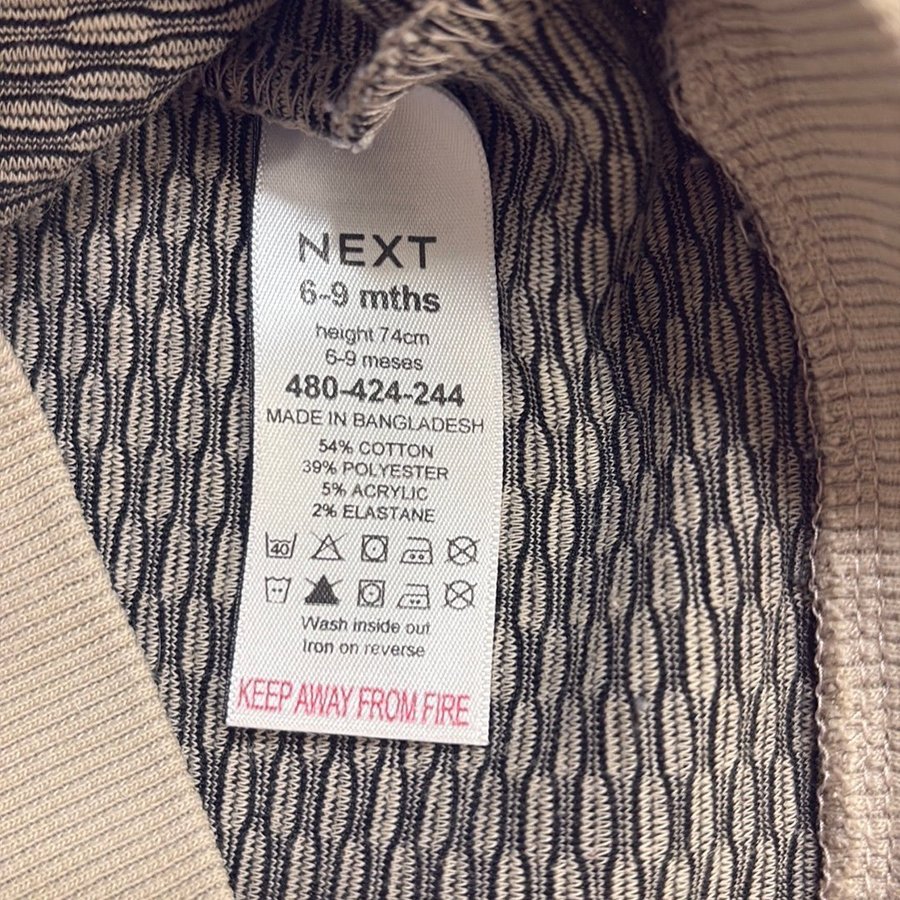 NEXT
6-9 mths
height 74cm
6-9 meses
480-424-244
MADE IN BANGLADESH
54% COTTON
39% POLYESTER
5% ACRYLIC
2% ELASTANE
40
Wash inside out
Iron on reverse
KEEP AWAY FROM FIRE